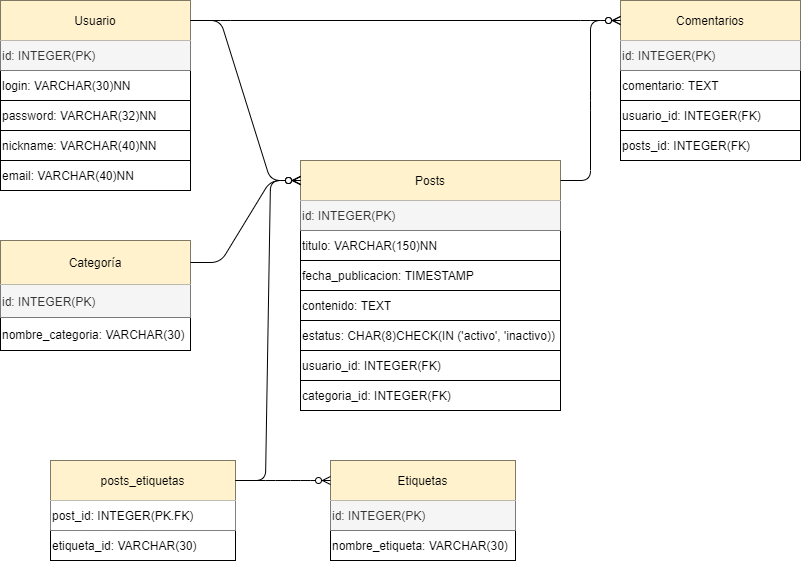 Usuario
id: INTEGER(PK)
login: VARCHAR(30)NN
password: VARCHAR(32)NN
nickname: VARCHAR(40)NN
email: VARCHAR(40)NN
Comentarios
id: INTEGER(PK)
comentario: TEXT
usuario_id: INTEGER(FK)
posts_id: INTEGER(FK)
Posts
id: INTEGER(PK)
titulo: VARCHAR(150)NN
fecha_publicacion: TIMESTAMP
contenido: TEXT
estatus: CHAR(8)CHECK(IN ('activo', 'inactivo))
usuario_id: INTEGER(FK)
categoria_id: INTEGER(FK)
Categoría
id: INTEGER(PK)
nombre_categoria: VARCHAR(30)
posts_etiquetas
post_id: INTEGER(PK.FK)
etiqueta_id: VARCHAR(30)
Etiquetas
id: INTEGER(PK)
nombre_etiqueta: VARCHAR(30)